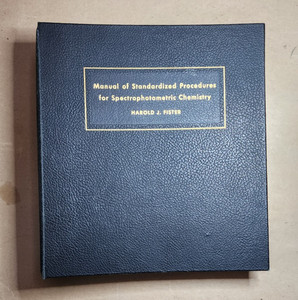 Manual of Standardized Procedures
for Spectrophotometric Chemistry
HAROLD J. FISTER